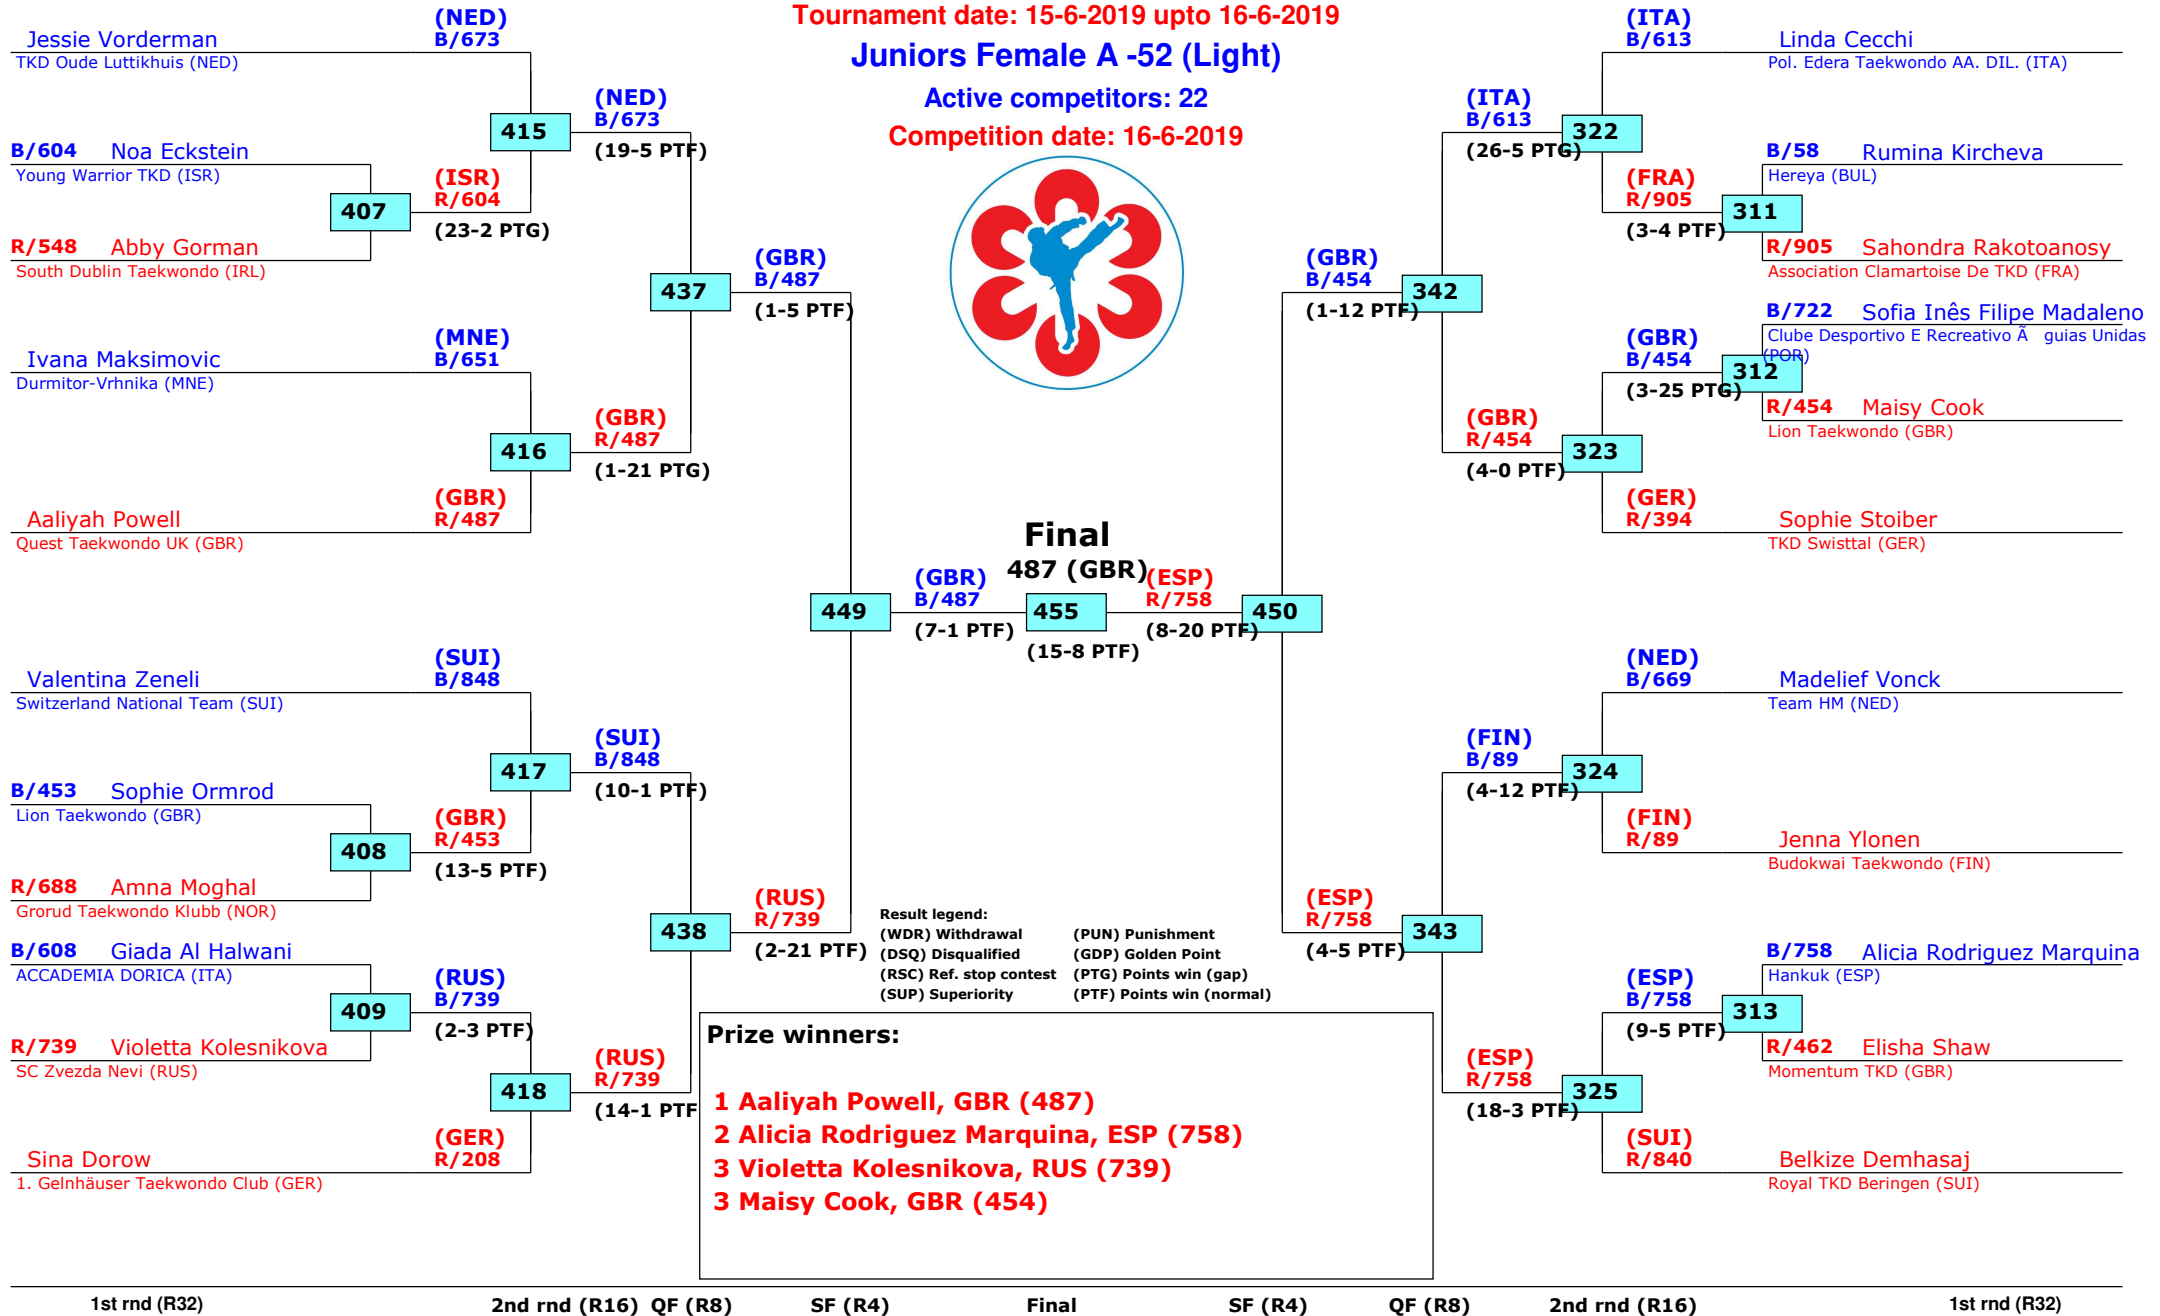 Tournament date: 15-6-2019 upto 16-6-2019
Juniors Female A -52 (Light)
Active competitors: 22
Competition date: 16-6-2019
Jessie Vorderman
TKD Oude Luttikhuis (NED)
(NED)
B/673
B/604 Noa Eckstein
Young Warrior TKD (ISR)
R/548 Abby Gorman
South Dublin Taekwondo (IRL)
407
(ISR)
R/604
(23-2 PTG)
415
(NED)
B/673
(19-5 PTF)
Ivana Maksimovic
Durmitor-Vrhnika (MNE)
(MNE)
B/651
Aaliyah Powell
Quest Taekwondo UK (GBR)
(GBR)
R/487
416
(GBR)
R/487
(1-21 PTG)
437
(GBR)
B/487
(1-5 PTF)
Valentina Zeneli
Switzerland National Team (SUI)
(SUI)
B/848
B/453 Sophie Ormrod
Lion Taekwondo (GBR)
R/688 Amna Moghal
Grorud Taekwondo Klubb (NOR)
408
(GBR)
R/453
(13-5 PTF)
417
(SUI)
B/848
(10-1 PTF)
B/608 Giada Al Halwani
ACCADEMIA DORICA (ITA)
R/739 Violetta Kolesnikova
SC Zvezda Nevi (RUS)
409
(RUS)
B/739
(2-3 PTF)
Sina Dorow
1. Gelnhäuser Taekwondo Club (GER)
(GER)
R/208
418
(RUS)
R/739
(14-1 PTF
438
(RUS)
R/739
(2-21 PTF)
449
(GBR)
B/487
(7-1 PTF)
Final
487 (GBR)
455
(15-8 PTF)
(ESP)
R/758
(8-20 PTF)
450
(GBR)
B/454
(1-12 PTF)
342
(ITA)
B/613
(26-5 PTG)
322
(ITA)
B/613
Linda Cecchi
Pol. Edera Taekwondo AA. DIL. (ITA)
(FRA)
R/905
(3-4 PTF)
311
B/58 Rumina Kircheva
Hereya (BUL)
R/905 Sahondra Rakotoanosy
Association Clamartoise De TKD (FRA)
B/722 Sofia Inês Filipe Madaleno
Clube Desportivo E Recreativo Ã guias Unidas
(POR)
312
(GBR)
B/454
(3-25 PTG)
R/454 Maisy Cook
Lion Taekwondo (GBR)
(GBR)
R/454
(4-0 PTF)
323
(GER)
R/394
Sophie Stoiber
TKD Swisttal (GER)
(NED)
B/669
Madelief Vonck
Team HM (NED)
(FIN)
B/89
(4-12 PTF)
324
(FIN)
R/89
Jenna Ylonen
Budokwai Taekwondo (FIN)
(ESP)
R/758
(4-5 PTF)
343
B/758 Alicia Rodriguez Marquina
Hankuk (ESP)
(ESP)
B/758
(9-5 PTF)
313
R/462 Elisha Shaw
Momentum TKD (GBR)
(ESP)
R/758
(18-3 PTF)
325
(SUI)
R/840
Belkize Demhasaj
Royal TKD Beringen (SUI)
Result legend:
(WDR) Withdrawal (PUN) Punishment
(DSQ) Disqualified (GDP) Golden Point
(RSC) Ref. stop contest (PTG) Points win (gap)
(SUP) Superiority (PTF) Points win (normal)
Prize winners:
1 Aaliyah Powell, GBR (487)
2 Alicia Rodriguez Marquina, ESP (758)
3 Violetta Kolesnikova, RUS (739)
3 Maisy Cook, GBR (454)
1st rnd (R32) 2nd rnd (R16) QF (R8) SF (R4) Final SF (R4) QF (R8) 2nd rnd (R16) 1st rnd (R32)